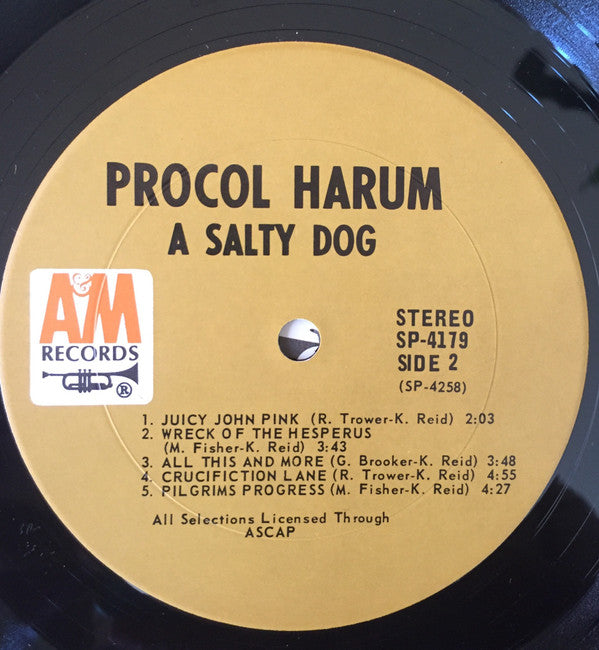 PROCOL HARUM
A SALTY DOG
A&M
RECORDS
®
STEREO
SP-4179
SIDE 2
(SP-4258)
1. JUICY JOHN PINK (R. Trower-K. Reid) 2:03
2. WRECK OF THE HESPERUS
(M. Fisher-K. Reid) 3:43
3. ALL THIS AND MORE (G. Brooker-K. Reid) 3:48
4. CRUCIFICTION LANE (R. Trower-K. Reid) 4:55
5. PILGRIMS PROGRESS (M. Fisher-K. Reid) 4:27
All Selections Licensed Through
ASCAP